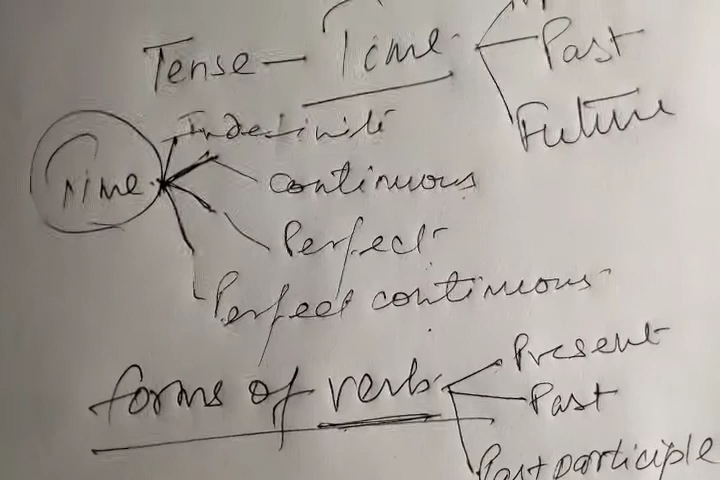 Tense — Time
Past
Future
Time
Indefinite
continuous
Perfect
Perfect continuous
forms of verb
Present
Past
Past participle